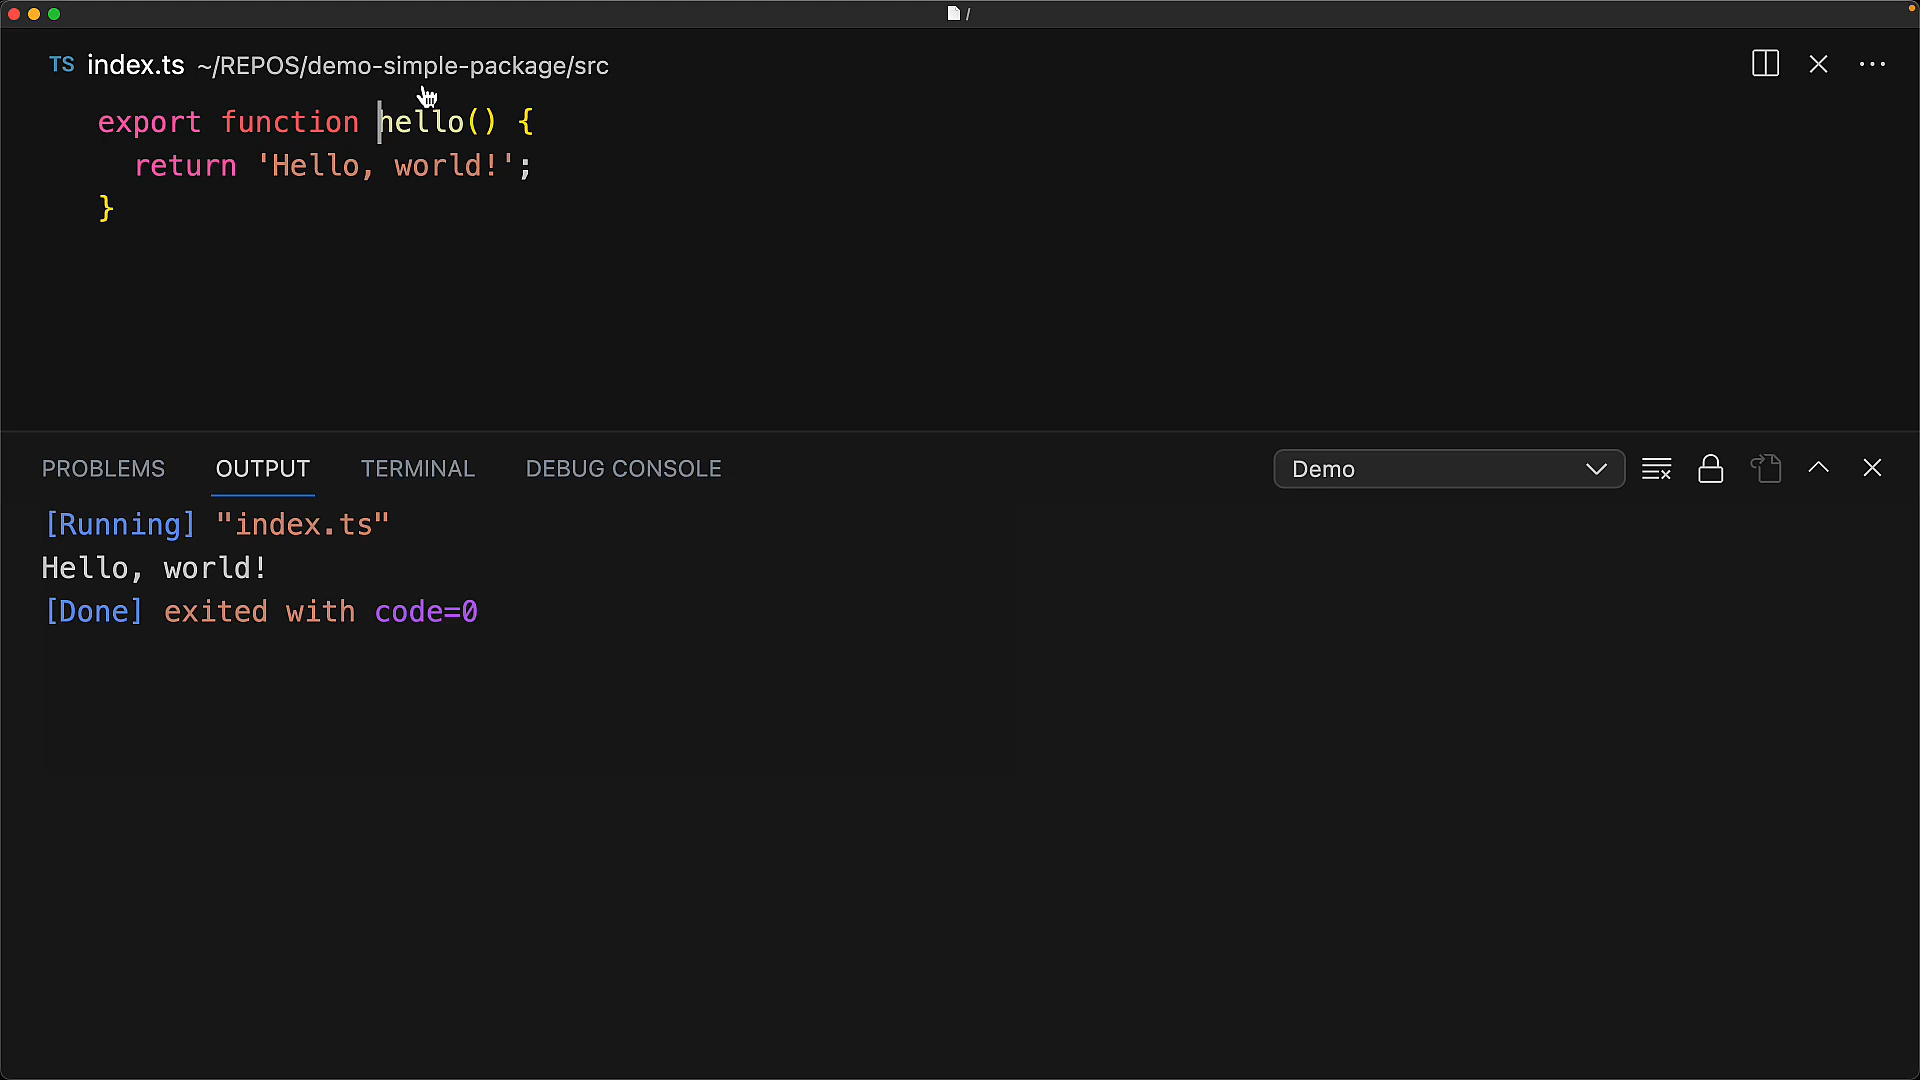 /
TS index.ts ~/REPOS/demo-simple-package/src
export function hello() {
return 'Hello, world!';
}
PROBLEMS OUTPUT TERMINAL DEBUG CONSOLE Demo
[Running] "index.ts"
Hello, world!
[Done] exited with code=0